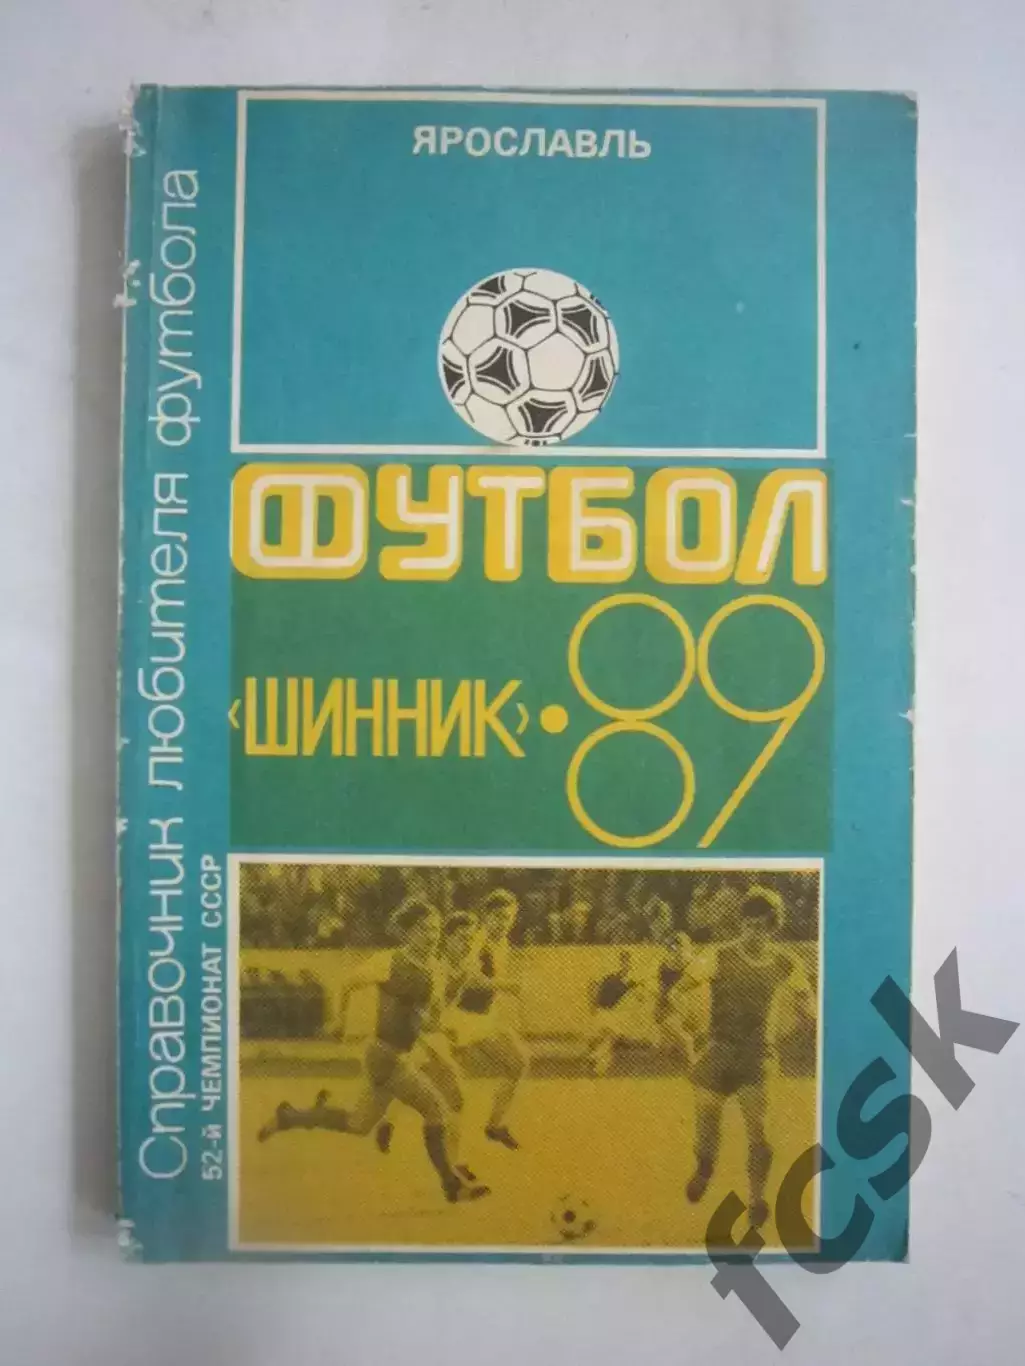 ЯРОСЛАВЛЬ
ФУТБОЛ
«ШИННИК»·89
Справочник любителя футбола
52-й ЧЕМПИОНАТ СССР
fcsk